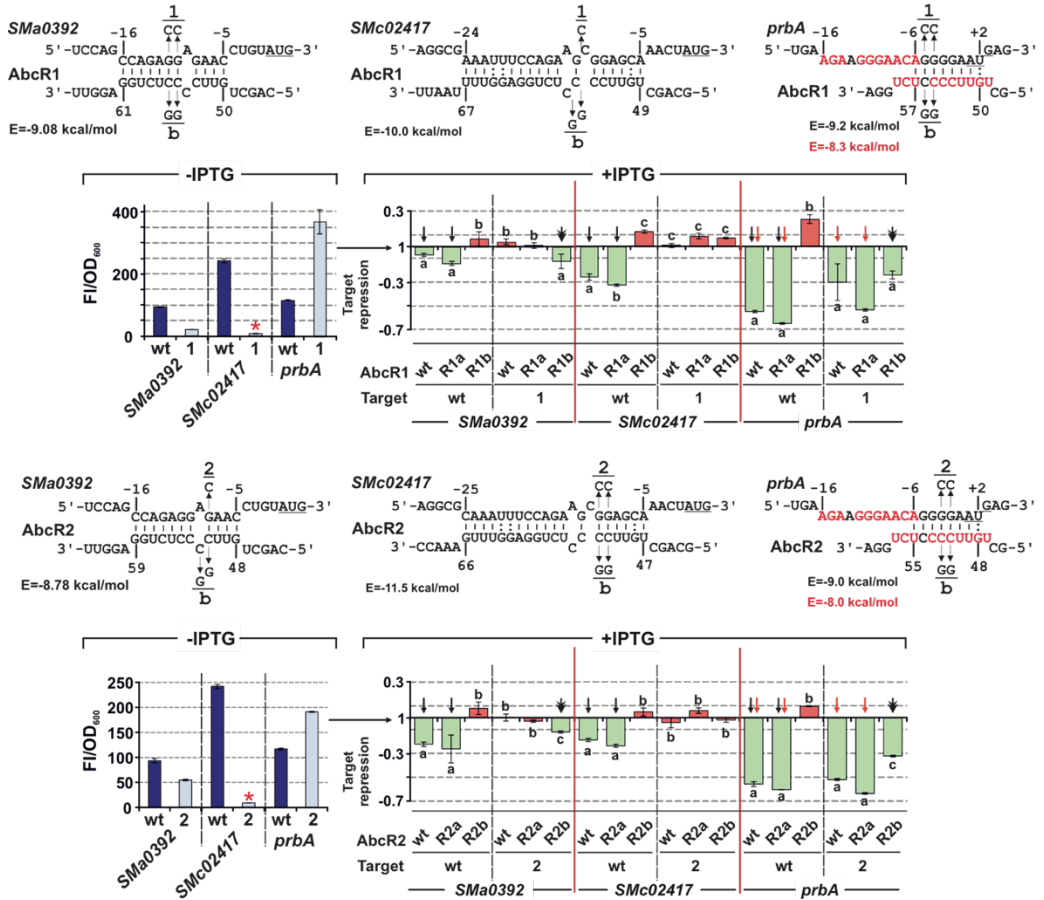 SMa0392
1
CC
-16 A -5
5'-UCCAG CCAGAGG GAAC CUGUAUG-3'
AbcR1
3'-UUGGA GGUCUCC CUUG UCGAC-5'
61 50
GG
b
E=-9.08 kcal/mol
SMc02417
1
C
-24 A -5
5'-AGGCG AAAUUUCCAGA G GGAGCA AACUAUG-3'
AbcR1
3'-UUAAU UUUGGAGGUCU C CCUUGU CGACG-5'
67 49
G
G
b
E=-10.0 kcal/mol
prbA
1
CC
-16 -6 +2
5'-UGA AGAAGGGAACAGGGGAAU GAG-3'
AbcR1
3'-AGG UCUCCCCUUGU CG-5'
57 50
GG
b
E=-9.2 kcal/mol
E=-8.3 kcal/mol
-IPTG
+IPTG
FI/OD600
400
200
100
0
wt 1 wt 1 wt 1
SMa0392 SMc02417 prbA
*
Target repression
0.3
1
-0.3
-0.7
a a b b b a a b c c c c a a b a a a
AbcR1 wt R1a R1b wt R1a R1b wt R1a R1b wt R1a R1b wt R1a R1b wt R1a R1b
Target wt 1 wt 1 wt 1
SMa0392 SMc02417 prbA
SMa0392
2
C
-16 A -5
5'-UCCAG CCAGAGG GAAC CUGUAUG-3'
AbcR2
3'-UUGGA GGUCUCC CUUG UCGAC-5'
59 C 48
G
G
b
E=-8.78 kcal/mol
SMc02417
2
CC
-25 -5
5'-AGGCG CAAAUUUCCAGA AGC GGAGCA AACUAUG-3'
AbcR2
3'-CCAAA GUUUGGAGGUCU C CCUUGU CGACG-5'
66 47
GG
b
E=-11.5 kcal/mol
prbA
2
CC
-16 -6 +2
5'-UGA AGAAGGGAACAGGGGAAU GAG-3'
AbcR2
3'-AGG UCUCCCCUUGU CG-5'
55 48
GG
b
E=-9.0 kcal/mol
E=-8.0 kcal/mol
-IPTG
+IPTG
FI/OD600
250
200
150
100
50
0
wt 2 wt 2 wt 2
SMa0392 SMc02417 prbA
*
Target repression
0.3
1
-0.3
-0.7
a a b b b c a a b b b b a a b a a c
AbcR2 wt R2a R2b wt R2a R2b wt R2a R2b wt R2a R2b wt R2a R2b wt R2a R2b
Target wt 2 wt 2 wt 2
SMa0392 SMc02417 prbA